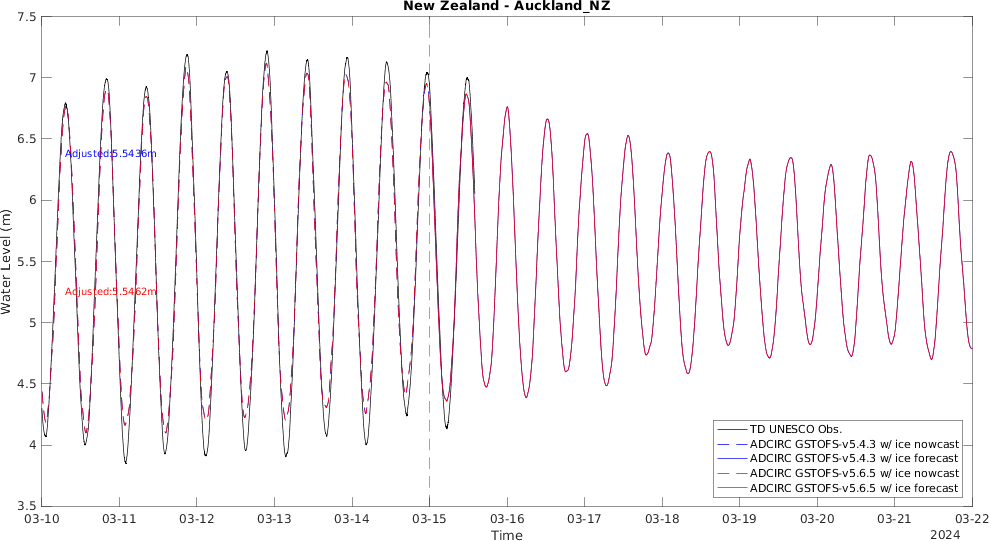 New Zealand - Auckland_NZ
7.5
7
6.5
6
5.5
5
4.5
4
3.5
Water Level (m)
Adjusted:5.5436m
Adjusted:5.5462m
TD UNESCO Obs.
ADCIRC GSTOFS-v5.4.3 w/ ice nowcast
ADCIRC GSTOFS-v5.4.3 w/ ice forecast
ADCIRC GSTOFS-v5.6.5 w/ ice nowcast
ADCIRC GSTOFS-v5.6.5 w/ ice forecast
03-10 03-11 03-12 03-13 03-14 03-15 03-16 03-17 03-18 03-19 03-20 03-21 03-22
Time
2024